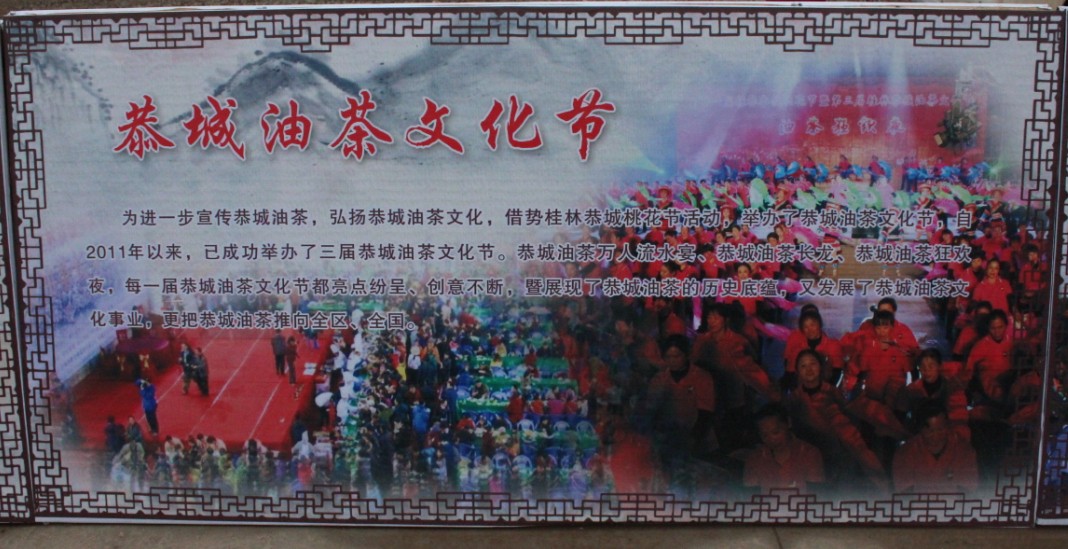 恭城油茶文化节
油茶狂欢夜
为进一步宣传恭城油茶，弘扬恭城油茶文化，借势桂林恭城桃花节活动，举办了恭城油茶文化节，自
2011年以来，已成功举办了三届恭城油茶文化节。恭城油茶万人流水宴、恭城油茶长龙、恭城油茶狂欢
夜，每一届恭城油茶文化节都亮点纷呈、创意不断，暨展现了恭城油茶的历史底蕴，又发展了恭城油茶文
化事业，更把恭城油茶推向全区、全国。